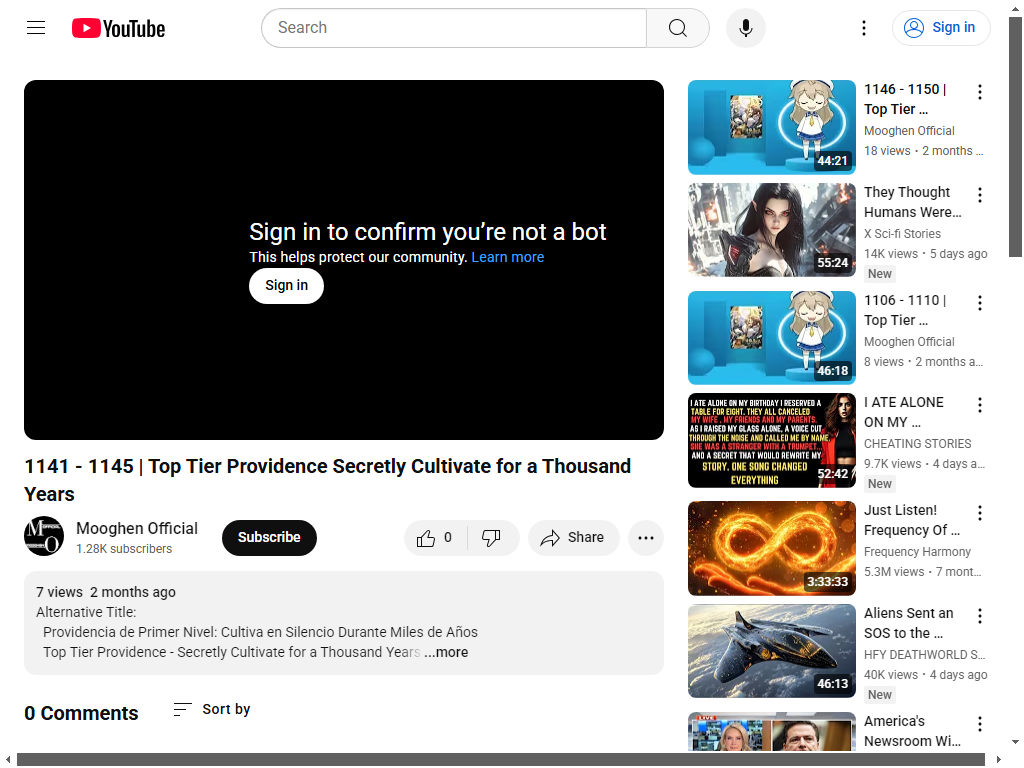 YouTube
Search
Sign in
Sign in to confirm you're not a bot
This helps protect our community. Learn more
Sign in
1141 - 1145 | Top Tier Providence Secretly Cultivate for a Thousand
Years
Mooghen Official
1.28K subscribers
Subscribe
0
Share
7 views 2 months ago
Alternative Title:
Providencia de Primer Nivel: Cultiva en Silencio Durante Miles de Años
Top Tier Providence - Secretly Cultivate for a Thousand Years ...more
0 Comments
Sort by
44:21
1146 - 1150 |
Top Tier ...
Mooghen Official
18 views • 2 months ...
55:24
They Thought
Humans Were...
X Sci-fi Stories
14K views • 5 days ago
New
46:18
1106 - 1110 |
Top Tier ...
Mooghen Official
8 views • 2 months a...
I ATE ALONE ON MY BIRTHDAY I RESERVED A
TABLE FOR EIGHT. THEY ALL CANCELED
MY WIFE, MY FRIENDS AND MY PARENTS.
AS I RAISED MY GLASS ALONE, A VOICE CUT
THROUGH THE NOISE AND CALLED ME BY NAME
SHE WAS A STRANGER WITH A TRUMPET...
AND A SECRET THAT WOULD REWRITE MY
STORY. ONE SONG CHANGED
EVERYTHING
52:42
I ATE ALONE
ON MY ...
CHEATING STORIES
9.7K views • 4 days a...
New
3:33:33
Just Listen!
Frequency Of ...
Frequency Harmony
5.3M views • 7 mont...
46:13
Aliens Sent an
SOS to the ...
HFY DEATHWORLD S...
40K views • 4 days ago
New
LIVE
America's
Newsroom Wi...